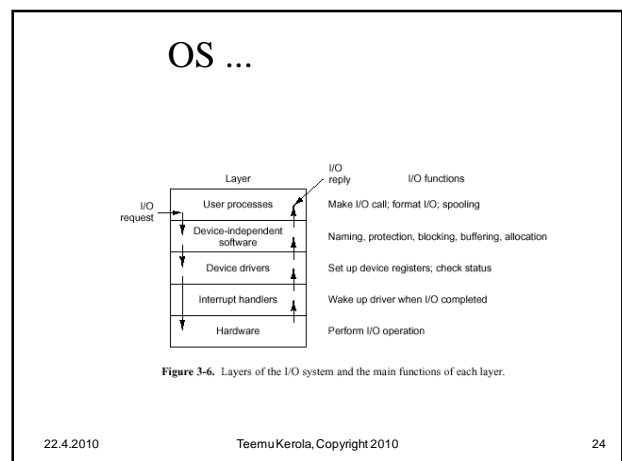 OS ...
Layer
I/O
reply
I/O functions
I/O
request
User processes
Make I/O call; format I/O; spooling
Device-independent
software
Naming, protection, blocking, buffering, allocation
Device drivers
Set up device registers; check status
Interrupt handlers
Wake up driver when I/O completed
Hardware
Perform I/O operation
Figure 3-6. Layers of the I/O system and the main functions of each layer.
22.4.2010
Teemu Kerola, Copyright 2010
24